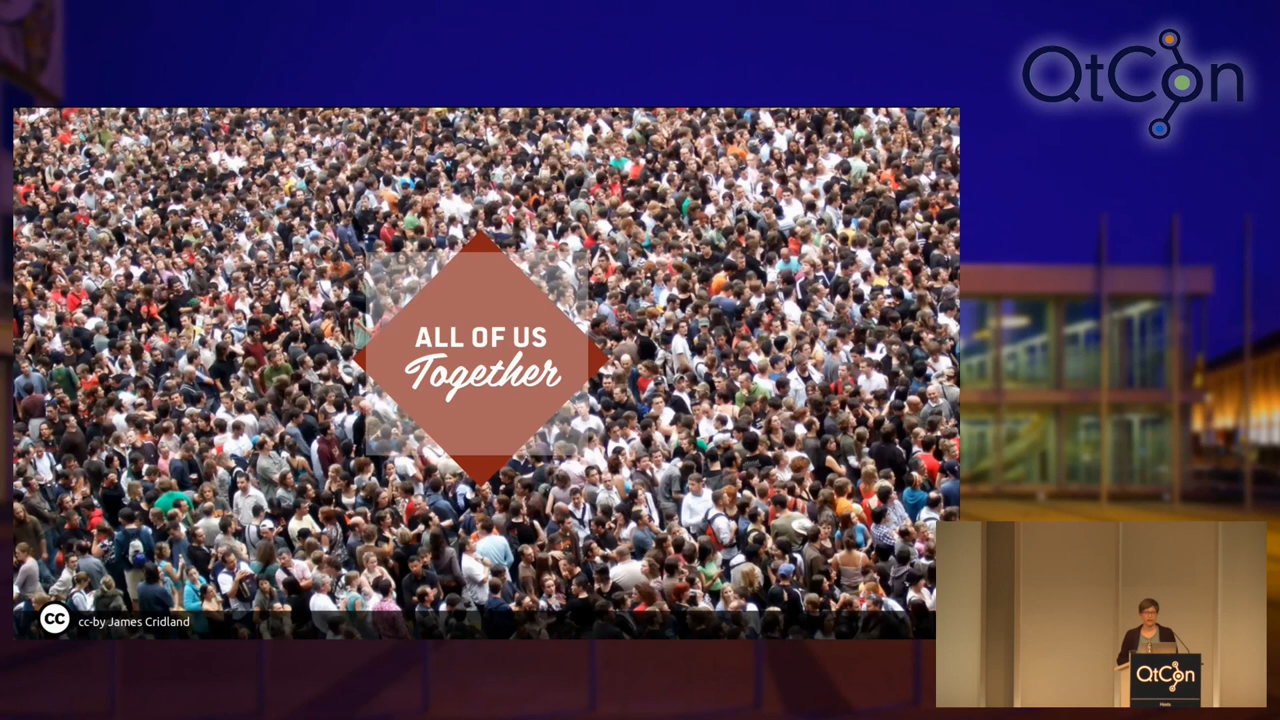 QtCon
ALL OF US
Together
cc cc-by James Cridland
QtCon